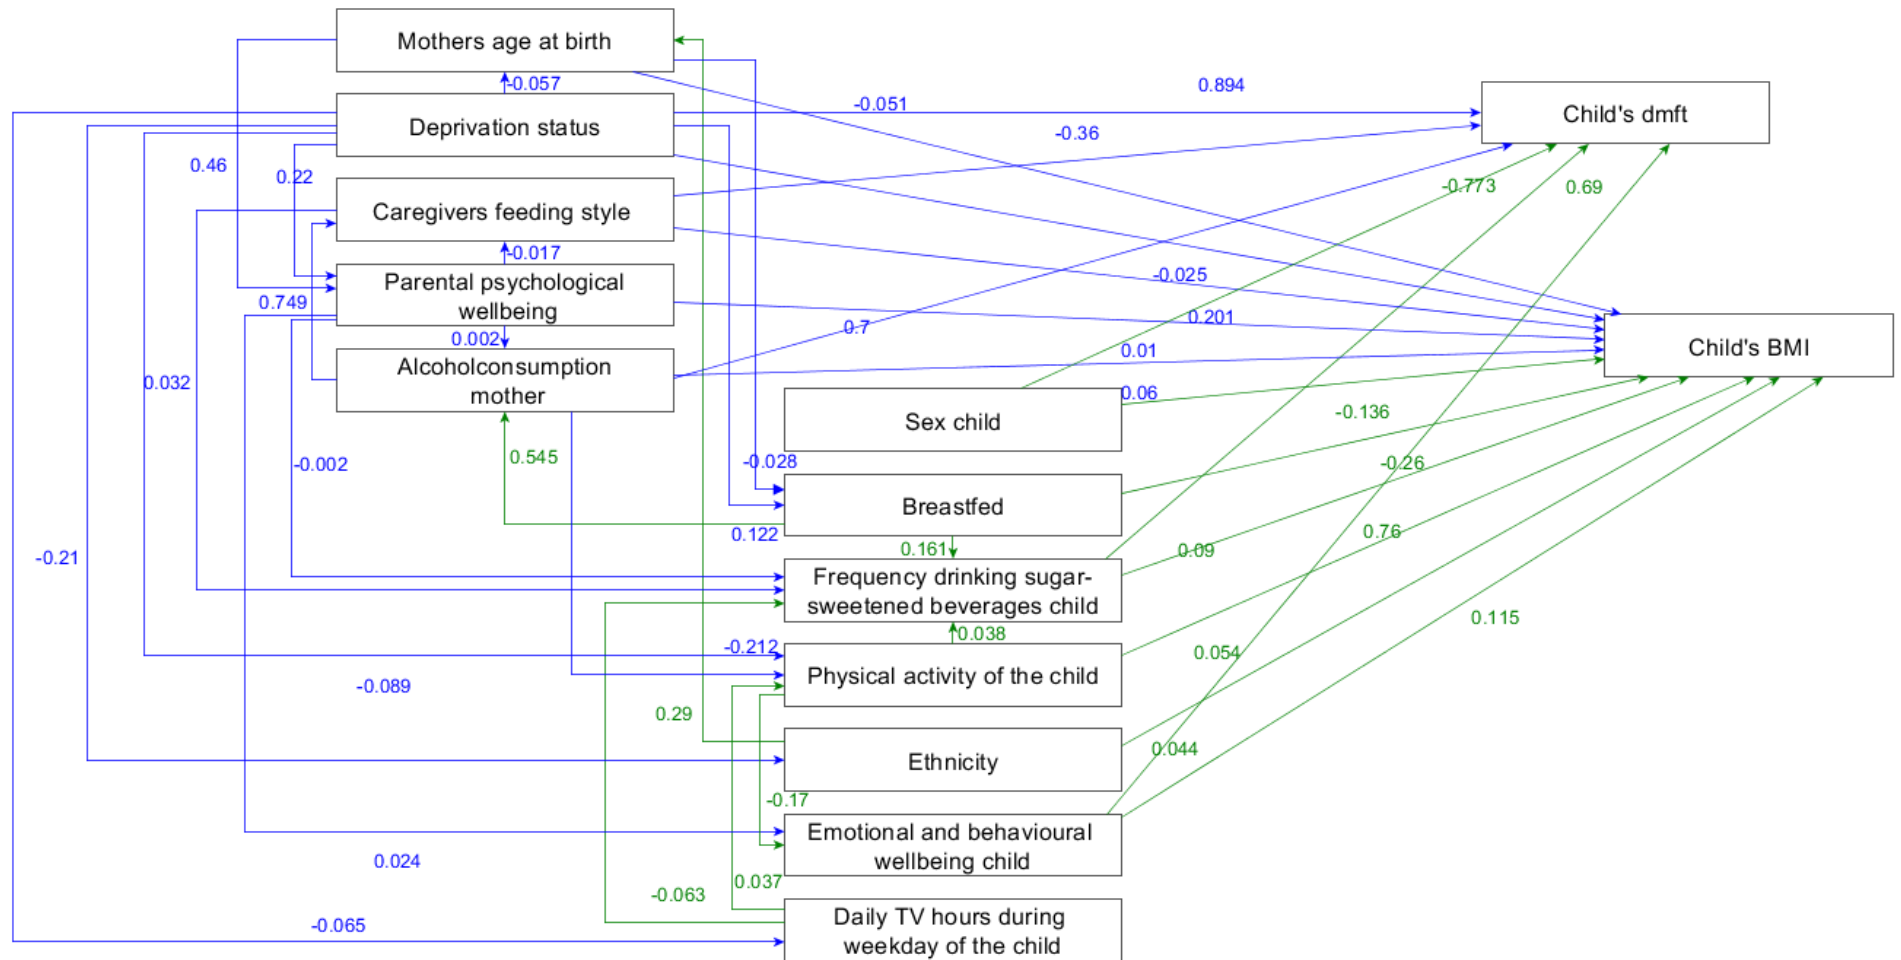 Mothers age at birth
-0.057
0.894
-0.051
Child's dmft
Deprivation status
-0.36
0.46
0.22
-0.773
0.69
Caregivers feeding style
-0.017
-0.025
Parental psychological
wellbeing
0.749
0.201
0.7
0.002
Child's BMI
0.01
Alcoholconsumption
mother
0.032
0.06
-0.136
Sex child
0.545
-0.002
-0.028
-0.26
Breastfed
0.122
0.76
0.161
0.09
-0.21
Frequency drinking sugar-
sweetened beverages child
0.115
0.038
-0.212
0.054
Physical activity of the child
-0.089
0.29
0.044
Ethnicity
-0.17
Emotional and behavioural
wellbeing child
0.024
0.037
-0.063
Daily TV hours during
weekday of the child
-0.065